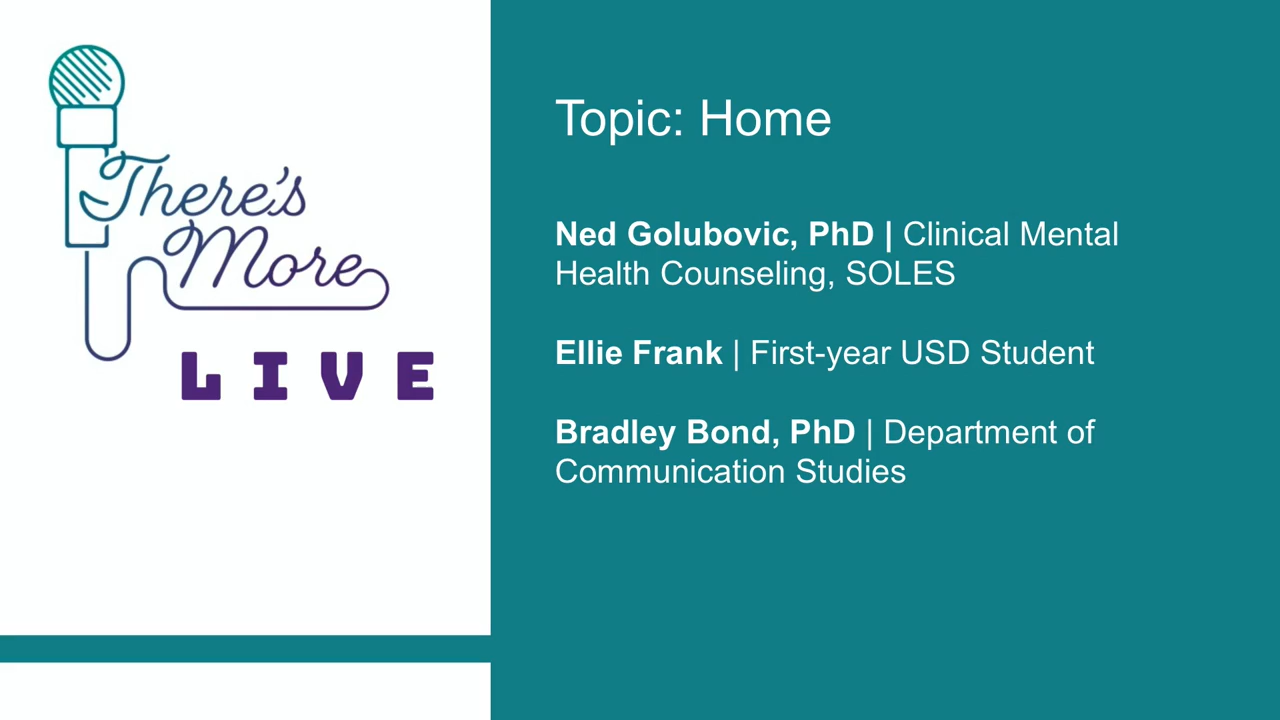 There's
More
LIVE
Topic: Home
Ned Golubovic, PhD | Clinical Mental
Health Counseling, SOLES
Ellie Frank | First-year USD Student
Bradley Bond, PhD | Department of
Communication Studies